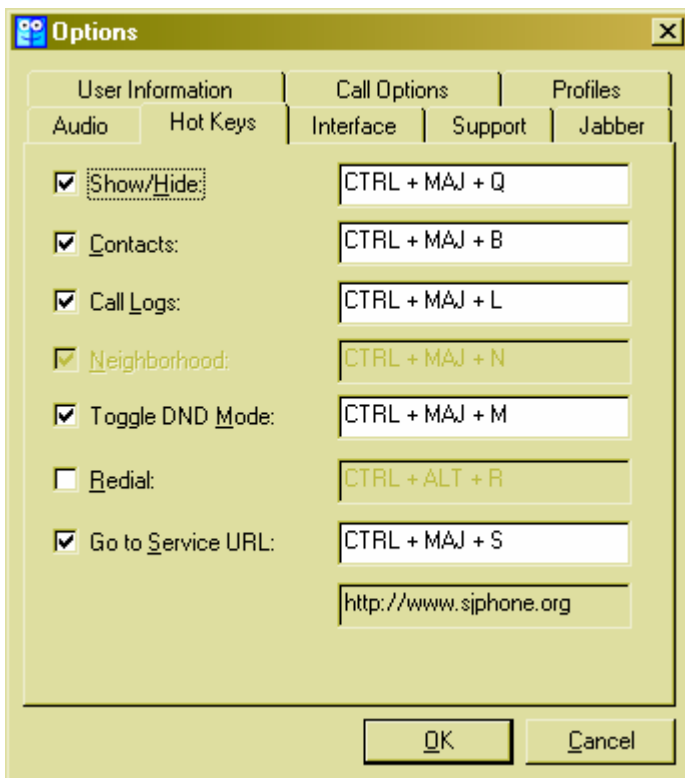 Options
User Information Call Options Profiles
Audio Hot Keys Interface Support Jabber
Show/Hide: CTRL + MAJ + Q
Contacts: CTRL + MAJ + B
Call Logs: CTRL + MAJ + L
Neighborhood: CTRL + MAJ + N
Toggle DND Mode: CTRL + MAJ + M
Redial: CTRL + ALT + R
Go to Service URL: CTRL + MAJ + S
http://www.sjphone.org
OK Cancel